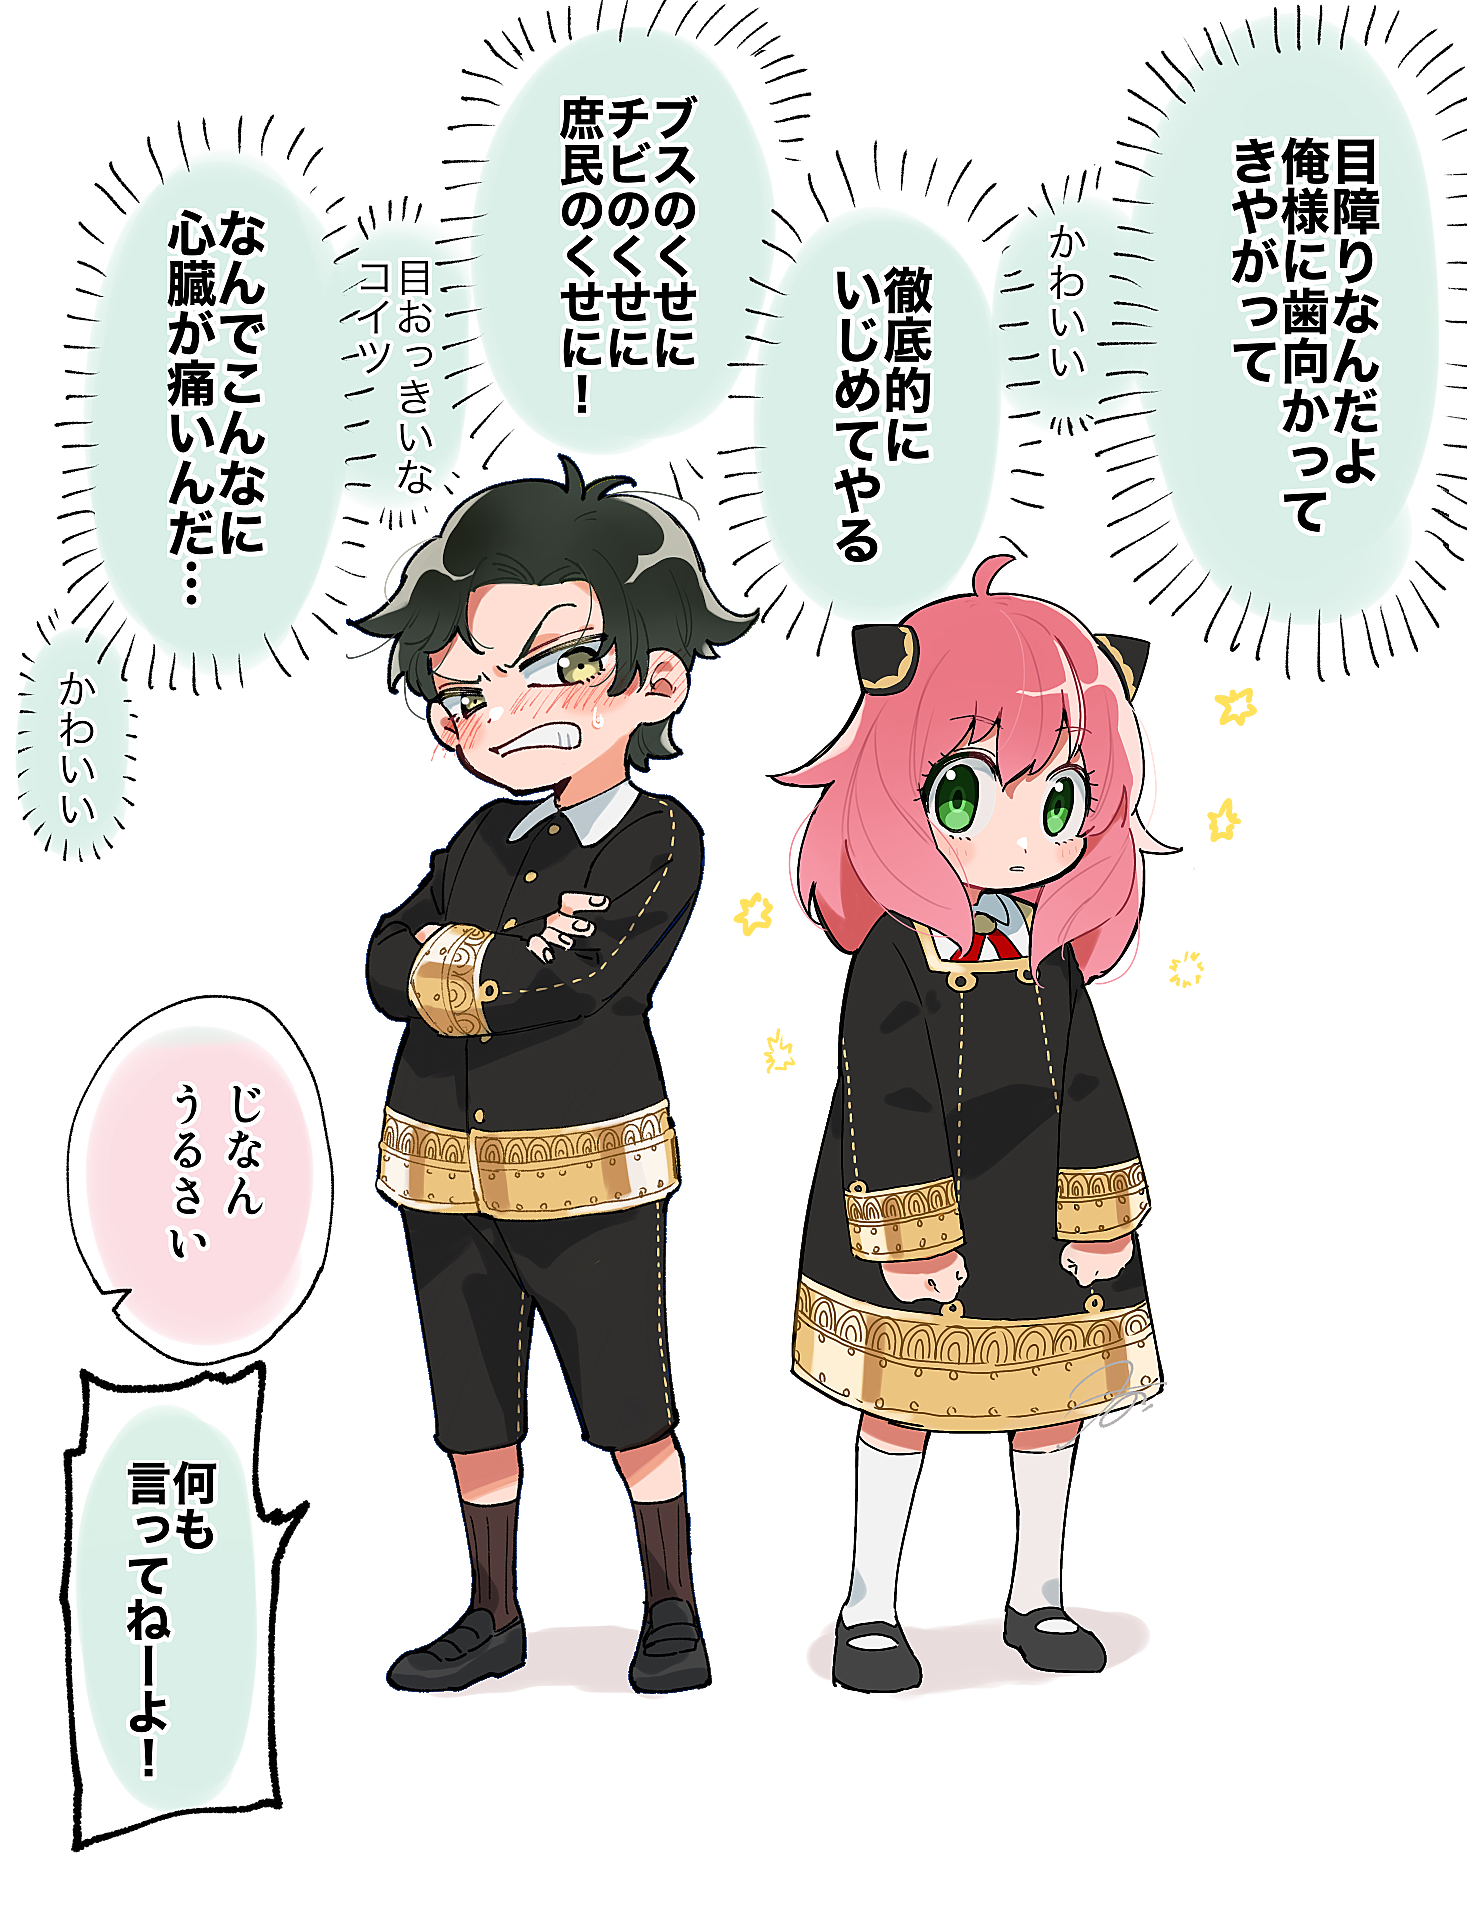 目障りなんだよ
俺様に歯向かって
きやがって
かわいい
徹底的に
いじめてやる
ブスのくせに
チビのくせに
庶民のくせに！
目おっきいな
コイツ
なんでこんなに
心臓が痛いんだ…
かわいい
じなん
うるさい
何も
言ってねーよ！